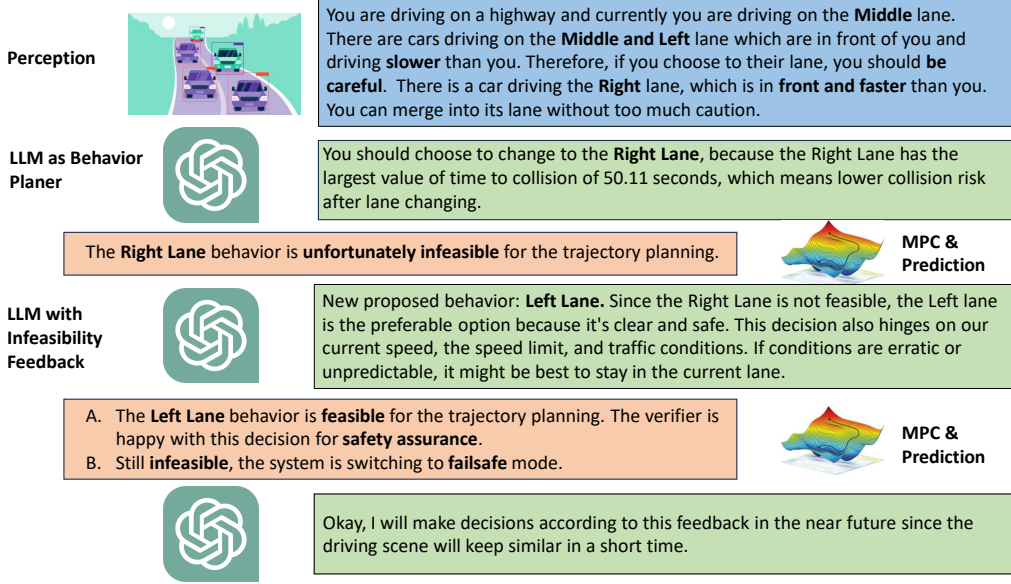 Perception
You are driving on a highway and currently you are driving on the Middle lane.
There are cars driving on the Middle and Left lane which are in front of you and
driving slower than you. Therefore, if you choose to their lane, you should be
careful. There is a car driving the Right lane, which is in front and faster than you.
You can merge into its lane without too much caution.
LLM as Behavior
Planer
You should choose to change to the Right Lane, because the Right Lane has the
largest value of time to collision of 50.11 seconds, which means lower collision risk
after lane changing.
The Right Lane behavior is unfortunately infeasible for the trajectory planning.
MPC &
Prediction
LLM with
Infeasibility
Feedback
New proposed behavior: Left Lane. Since the Right Lane is not feasible, the Left lane
is the preferable option because it's clear and safe. This decision also hinges on our
current speed, the speed limit, and traffic conditions. If conditions are erratic or
unpredictable, it might be best to stay in the current lane.
A. The Left Lane behavior is feasible for the trajectory planning. The verifier is
happy with this decision for safety assurance.
B. Still infeasible, the system is switching to failsafe mode.
MPC &
Prediction
Okay, I will make decisions according to this feedback in the near future since the
driving scene will keep similar in a short time.